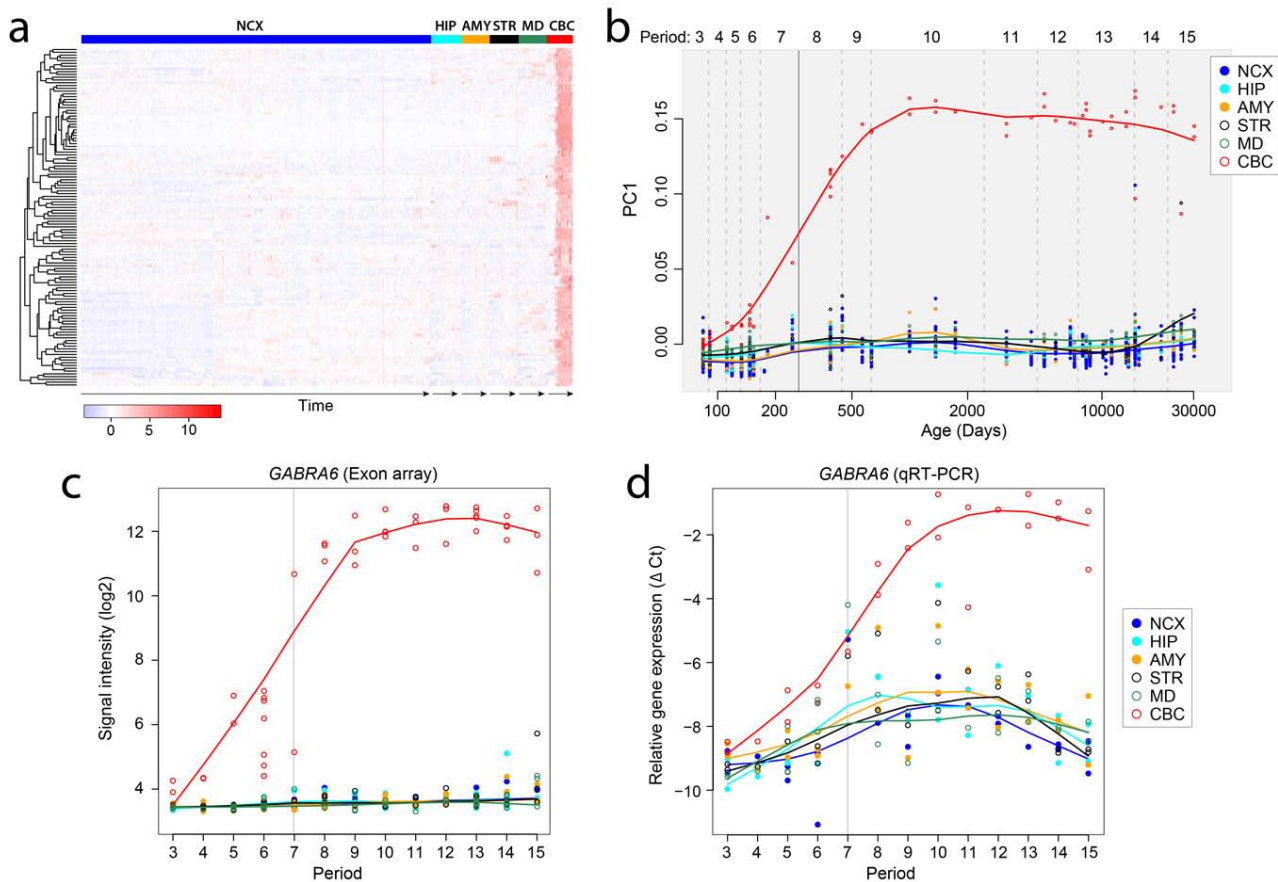 a
NCX HIP AMY STR MD CBC
Time
0 5 10
b
Period: 3 4 5 6 7 8 9 10 11 12 13 14 15
PC1
0.15
0.10
0.05
0.00
100 200 500 2000 10000 30000
Age (Days)
NCX
HIP
AMY
STR
MD
CBC
c
GABRA6 (Exon array)
Signal intensity (log2)
12
10
8
6
4
3 4 5 6 7 8 9 10 11 12 13 14 15
Period
d
GABRA6 (qRT-PCR)
Relative gene expression (Δ Ct)
−2
−4
−6
−8
−10
3 4 5 6 7 8 9 10 11 12 13 14 15
Period
NCX
HIP
AMY
STR
MD
CBC